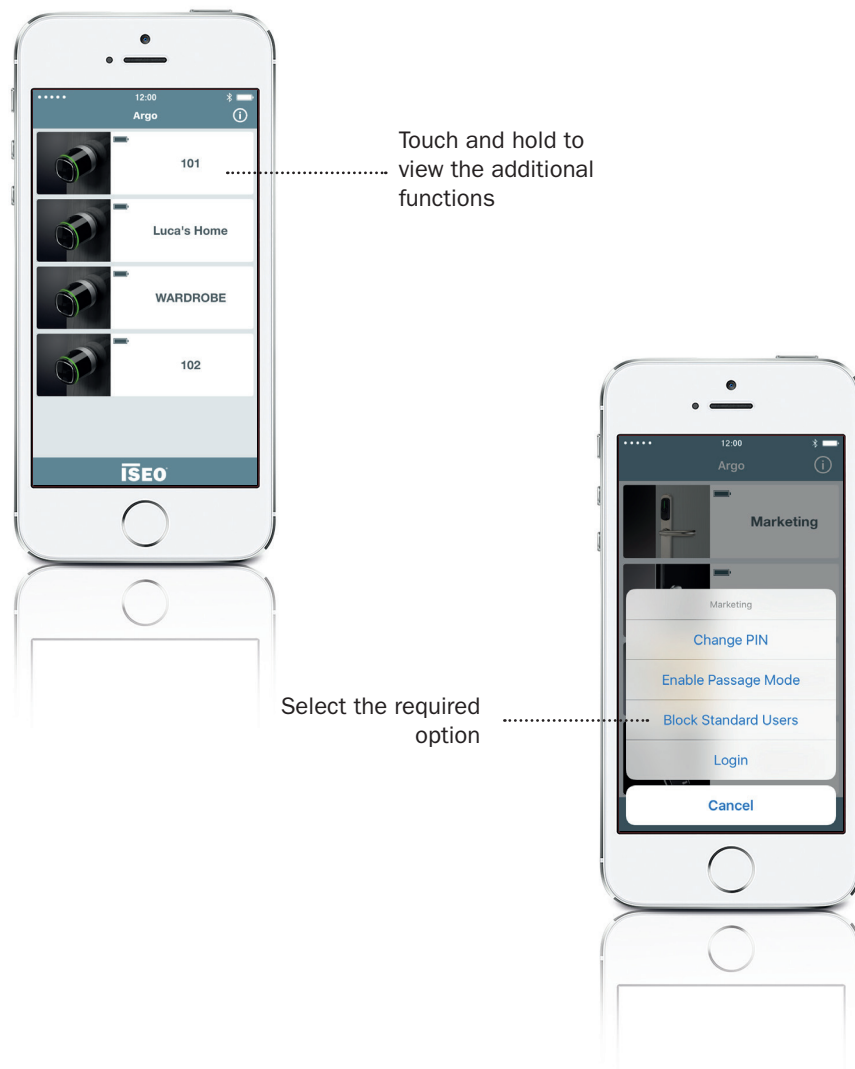 12:00
Argo
101
Luca's Home
WARDROBE
102
ISEO
Touch and hold to
view the additional
functions
12:00
Argo
Marketing
Marketing
Change PIN
Enable Passage Mode
Block Standard Users
Login
Cancel
Select the required
option